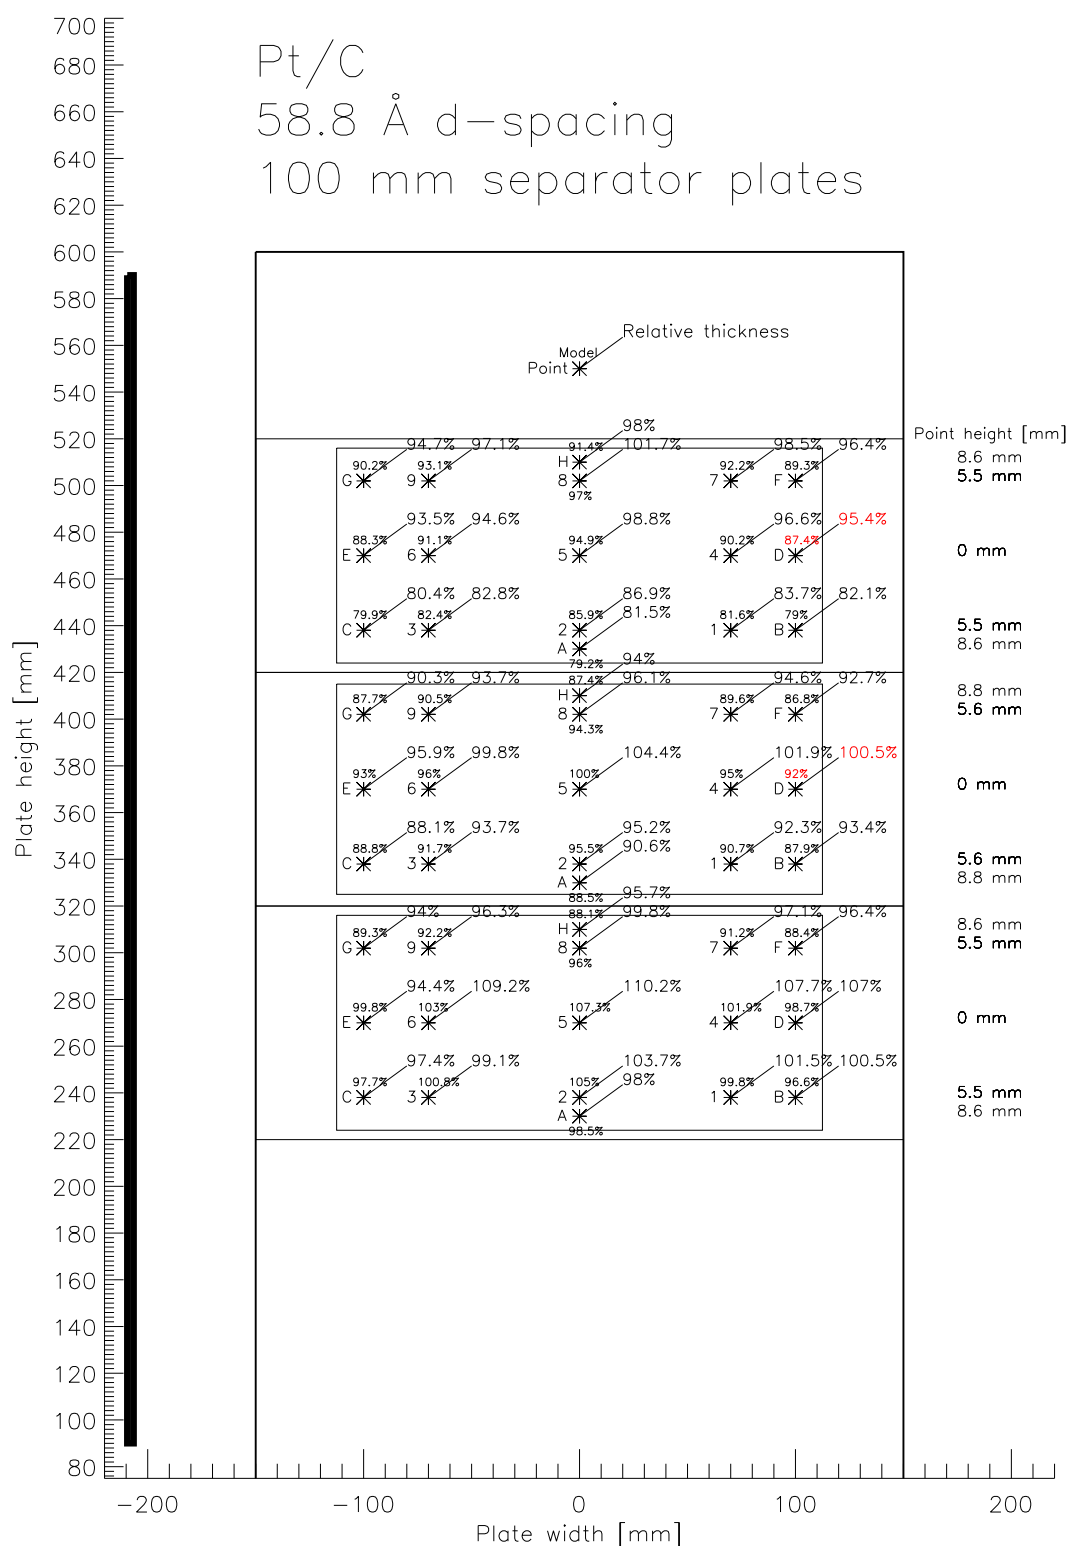 Pt/C
58.8 Å d-spacing
100 mm separator plates
700
680
660
640
620
600
580
560
540
520
500
480
460
440
420
400
380
360
340
320
300
280
260
240
220
200
180
160
140
120
100
80
Plate height [mm]
Relative thickness
Model
Point
Point height [mm]
98%
94.7% 97.1% 91.4% 101.7% 98.5% 96.4%
H
90.2% 93.1% 92.2% 89.3%
G 9 8 7 F
97%
8.6 mm
5.5 mm
93.5% 94.6% 98.8% 96.6% 95.4%
88.3% 91.1% 94.9% 90.2% 87.4%
E 6 5 4 D
0 mm
80.4% 82.8% 86.9% 83.7% 82.1%
81.5%
79.9% 82.4% 85.9% 81.6% 79%
C 3 2 1 B
A
79.2%
5.5 mm
8.6 mm
94%
90.3% 93.7% 87.4% 96.1% 94.6% 92.7%
H
87.7% 90.5% 89.6% 86.8%
G 9 8 7 F
94.3%
8.8 mm
5.6 mm
95.9% 99.8% 104.4% 101.9% 100.5%
93% 96% 100% 95% 92%
E 6 5 4 D
0 mm
88.1% 93.7% 95.2% 92.3% 93.4%
90.6%
88.8% 91.7% 95.5% 90.7% 87.9%
C 3 2 1 B
A
88.5%
5.6 mm
8.8 mm
95.7%
94% 96.3% 88.1% 99.8% 97.1% 96.4%
H
89.3% 92.2% 91.2% 88.4%
G 9 8 7 F
96%
8.6 mm
5.5 mm
94.4% 109.2% 110.2% 107.7% 107%
99.8% 103% 107.3% 101.9% 98.7%
E 6 5 4 D
0 mm
97.4% 99.1% 103.7% 101.5% 100.5%
98%
97.7% 100.8% 105% 99.8% 96.6%
C 3 2 1 B
A
98.5%
5.5 mm
8.6 mm
-200 -100 0 100 200
Plate width [mm]